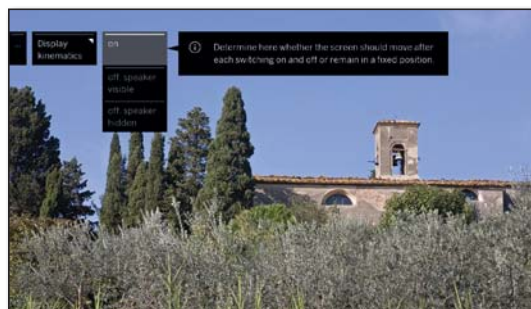 ...
Display
kinematics
on
Determine here whether the screen should move after
each switching on and off or remain in a fixed position.
off, speaker
visible
off, speaker
hidden